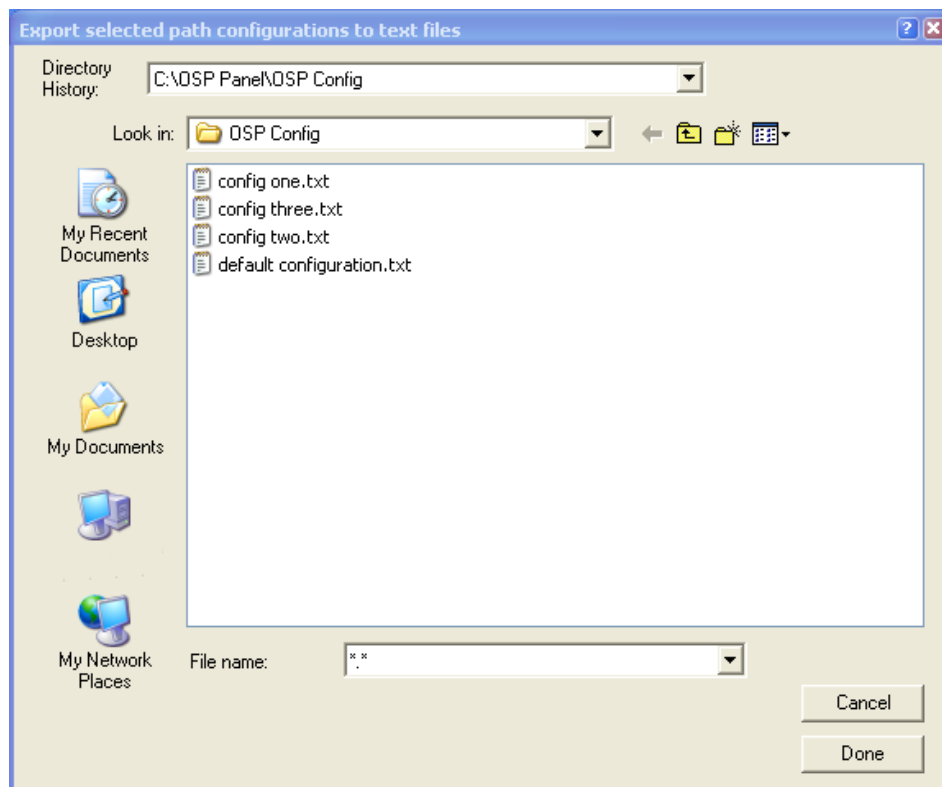 Export selected path configurations to text files
?
Directory
History:
C:\OSP Panel\OSP Config
Look in:
OSP Config
config one.txt
config three.txt
config two.txt
default configuration.txt
My Recent
Documents
Desktop
My Documents
My Network
Places
File name:
*.*
Cancel
Done